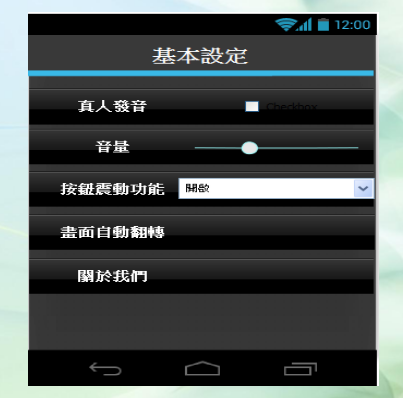 12:00
基本設定
真人發音 Checkbox
音量
按鈕震動功能 開啟
畫面自動翻轉
關於我們